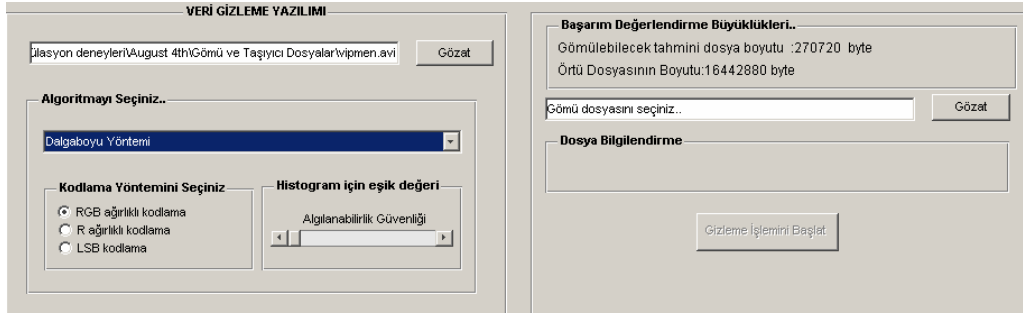 VERİ GİZLEME YAZILIMI
ülasyon deneyleri\August 4th\Gömü ve Taşıyıcı Dosyalar\vipmen.avi
Gözat
Algoritmayı Seçiniz..
Dalgaboyu Yöntemi
Kodlama Yöntemini Seçiniz
RGB ağırlıklı kodlama
R ağırlıklı kodlama
LSB kodlama
Histogram için eşik değeri
Algılanabilirlik Güvenliği
Başarım Değerlendirme Büyüklükleri..
Gömülebilecek tahmini dosya boyutu :270720 byte
Örtü Dosyasının Boyutu:16442880 byte
Gömü dosyasını seçiniz..
Gözat
Dosya Bilgilendirme
Gizleme İşlemini Başlat